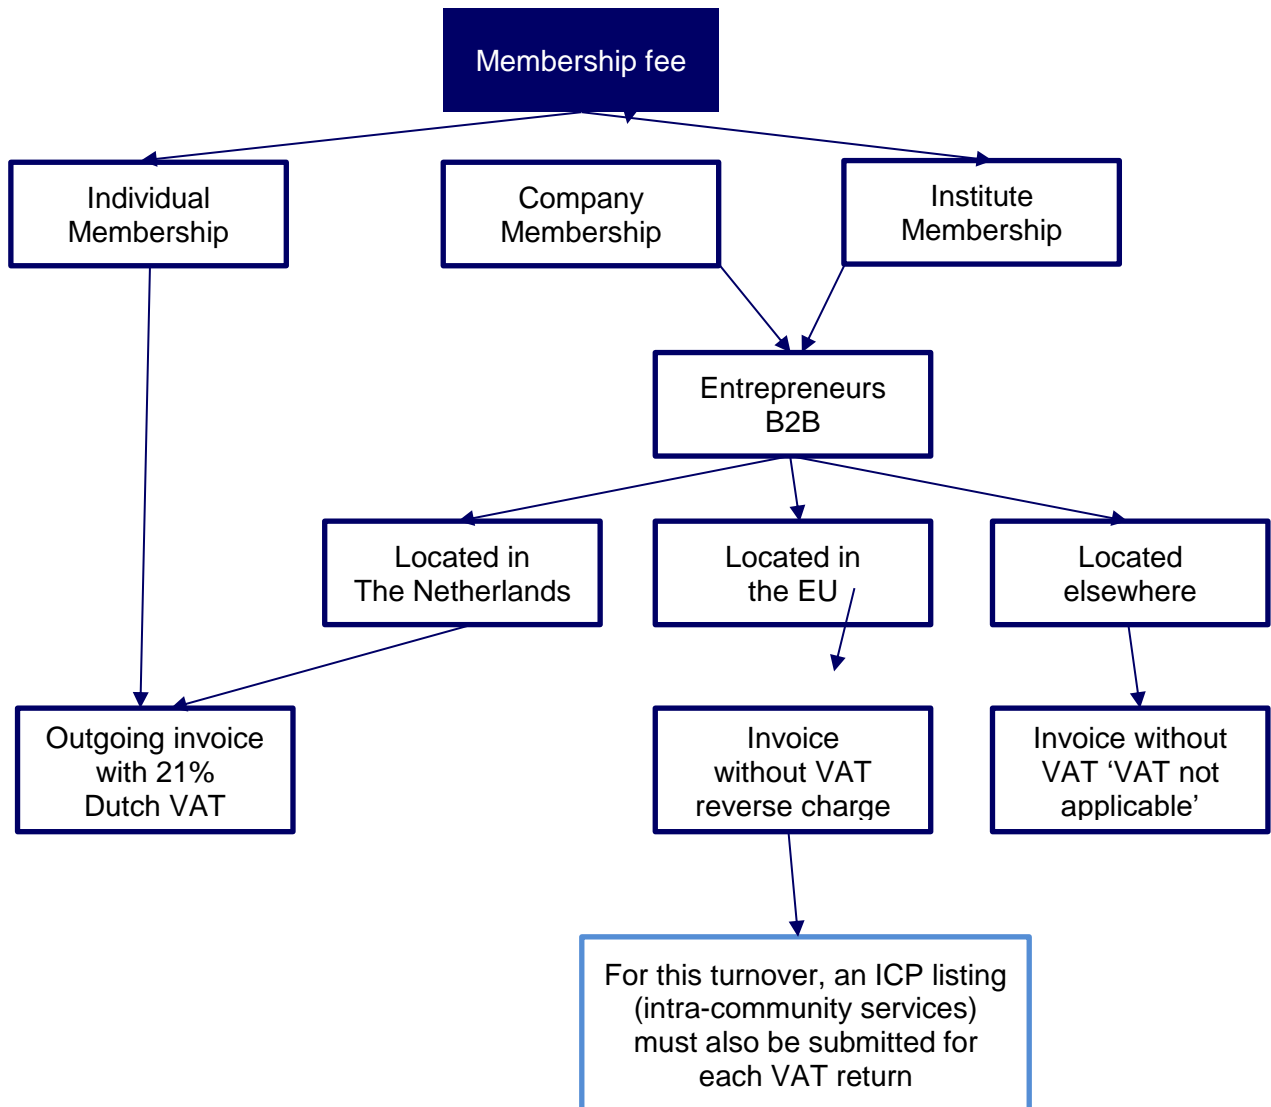 Membership fee
Individual
Membership
Company
Membership
Institute
Membership
Entrepreneurs
B2B
Located in
The Netherlands
Located in
the EU
Located
elsewhere
Outgoing invoice
with 21%
Dutch VAT
Invoice
without VAT
reverse charge
Invoice without
VAT ‘VAT not
applicable’
For this turnover, an ICP listing
(intra-community services)
must also be submitted for
each VAT return